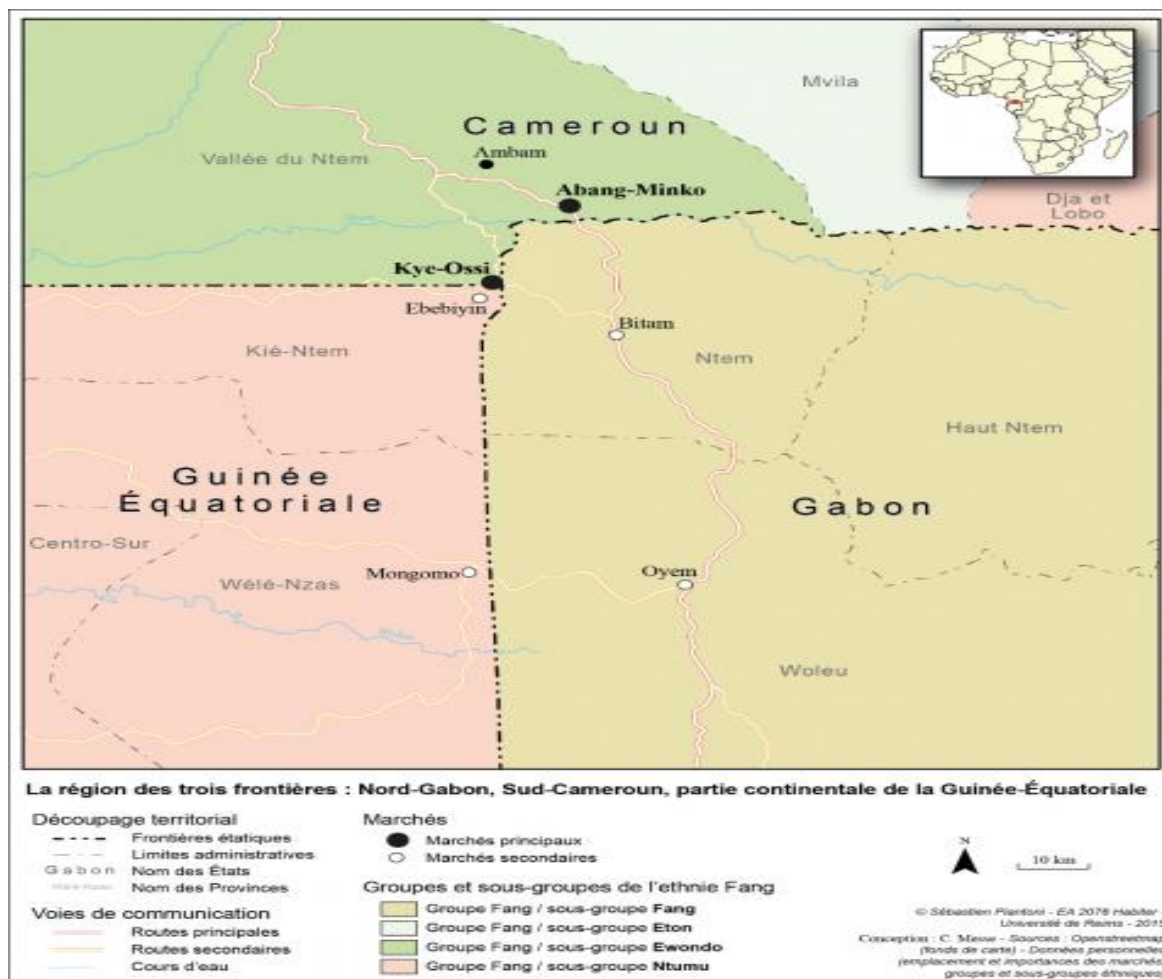 Mvila
Cameroun
Ambam
Vallée du Ntem
Abang-Minko
Dja et
Lobo
Kye-Ossi
Ebebiyin
Bitam
Kié-Ntem
Ntem
Haut Ntem
Guinée
Équatoriale
Gabon
Centro-Sur
Mongomo
Oyem
Wélé-Nzas
Woleu
La région des trois frontières : Nord-Gabon, Sud-Cameroun, partie continentale de la Guinée-Équatoriale
Découpage territorial
Frontières étatiques
Limites administratives
Gabon Nom des États
Nom des Provinces
Voies de communication
Routes principales
Routes secondaires
Cours d'eau
Marchés
Marchés principaux
Marchés secondaires
Groupes et sous-groupes de l'ethnie Fang
Groupe Fang / sous-groupe Fang
Groupe Fang / sous-groupe Eton
Groupe Fang / sous-groupe Ewondo
Groupe Fang / sous-groupe Ntumu
N
10 km
© Sébastien Piantoni - EA 2076 Habiter -
Université de Reims - 2015
Conception : C. Messe - Sources : Openstreetmap
(fonds de carte) - Données personnelles
(emplacement et importances des marchés,
groupes et sous-groupes éthniques)